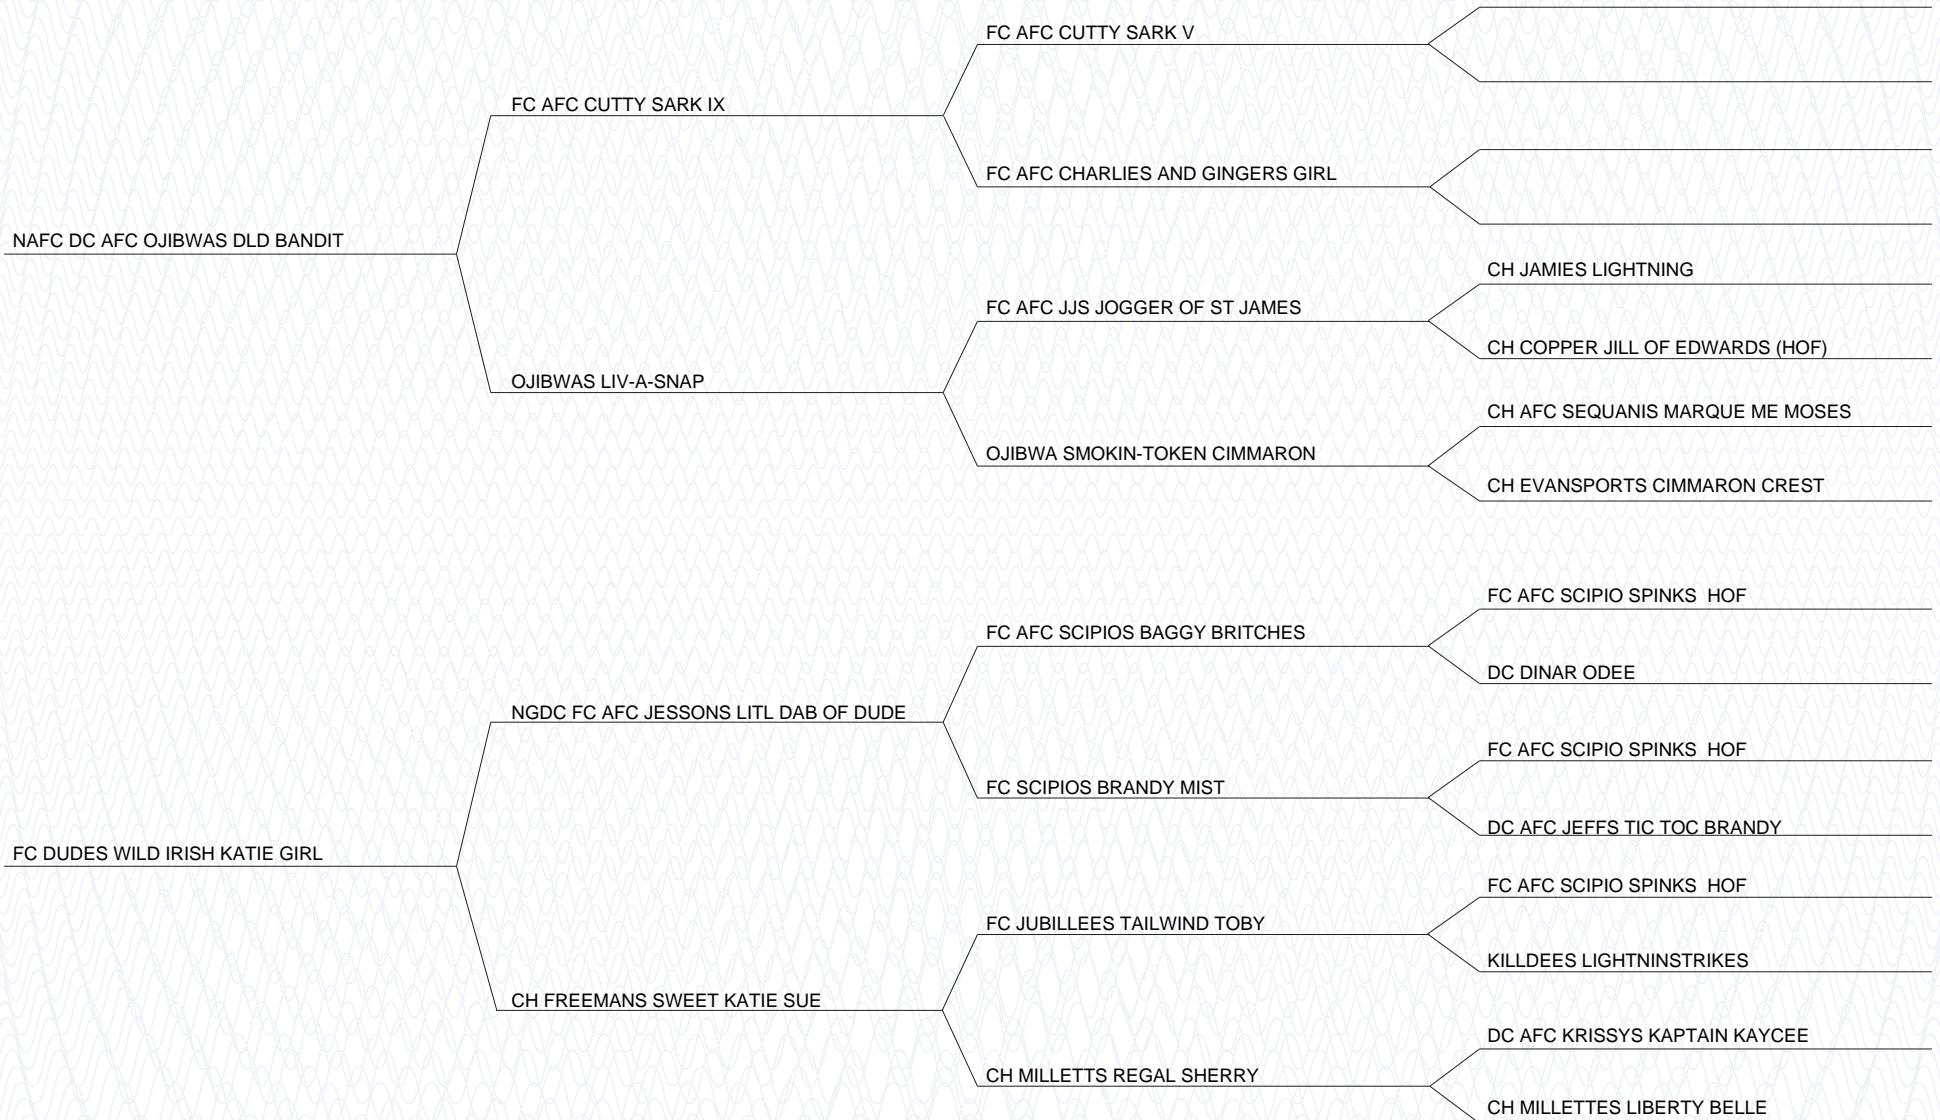 FC AFC CUTTY SARK V
FC AFC CUTTY SARK IX
FC AFC CHARLIES AND GINGERS GIRL
NAFC DC AFC OJIBWAS DLD BANDIT
CH JAMIES LIGHTNING
FC AFC JJS JOGGER OF ST JAMES
CH COPPER JILL OF EDWARDS (HOF)
OJIBWAS LIV-A-SNAP
CH AFC SEQUANIS MARQUE ME MOSES
OJIBWA SMOKIN-TOKEN CIMMARON
CH EVANSPORTS CIMMARON CREST
FC AFC SCIPIO SPINKS  HOF
FC AFC SCIPIOS BAGGY BRITCHES
DC DINAR ODEE
NGDC FC AFC JESSONS LITL DAB OF DUDE
FC AFC SCIPIO SPINKS  HOF
FC SCIPIOS BRANDY MIST
DC AFC JEFFS TIC TOC BRANDY
FC DUDES WILD IRISH KATIE GIRL
FC AFC SCIPIO SPINKS  HOF
FC JUBILLEES TAILWIND TOBY
KILLDEES LIGHTNINSTRIKES
CH FREEMANS SWEET KATIE SUE
DC AFC KRISSYS KAPTAIN KAYCEE
CH MILLETTS REGAL SHERRY
CH MILLETTES LIBERTY BELLE